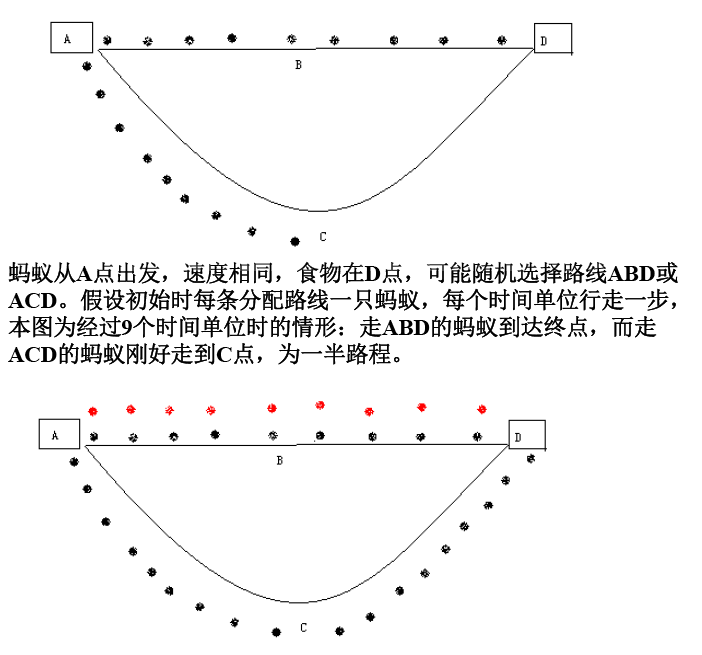 A
D
B
C
蚂蚁从A点出发，速度相同，食物在D点，可能随机选择路线ABD或
ACD。假设初始时每条分配路线一只蚂蚁，每个时间单位行走一步，
本图为经过9个时间单位时的情形：走ABD的蚂蚁到达终点，而走
ACD的蚂蚁刚好走到C点，为一半路程。
A
D
B
C